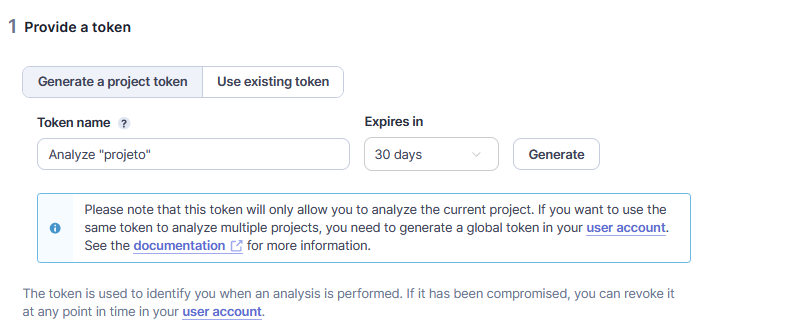 1 Provide a token
Generate a project token Use existing token
Token name ? Expires in
Analyze "projeto" 30 days Generate
Please note that this token will only allow you to analyze the current project. If you want to use the
same token to analyze multiple projects, you need to generate a global token in your user account.
See the documentation for more information.
The token is used to identify you when an analysis is performed. If it has been compromised, you can revoke it
at any point in time in your user account.